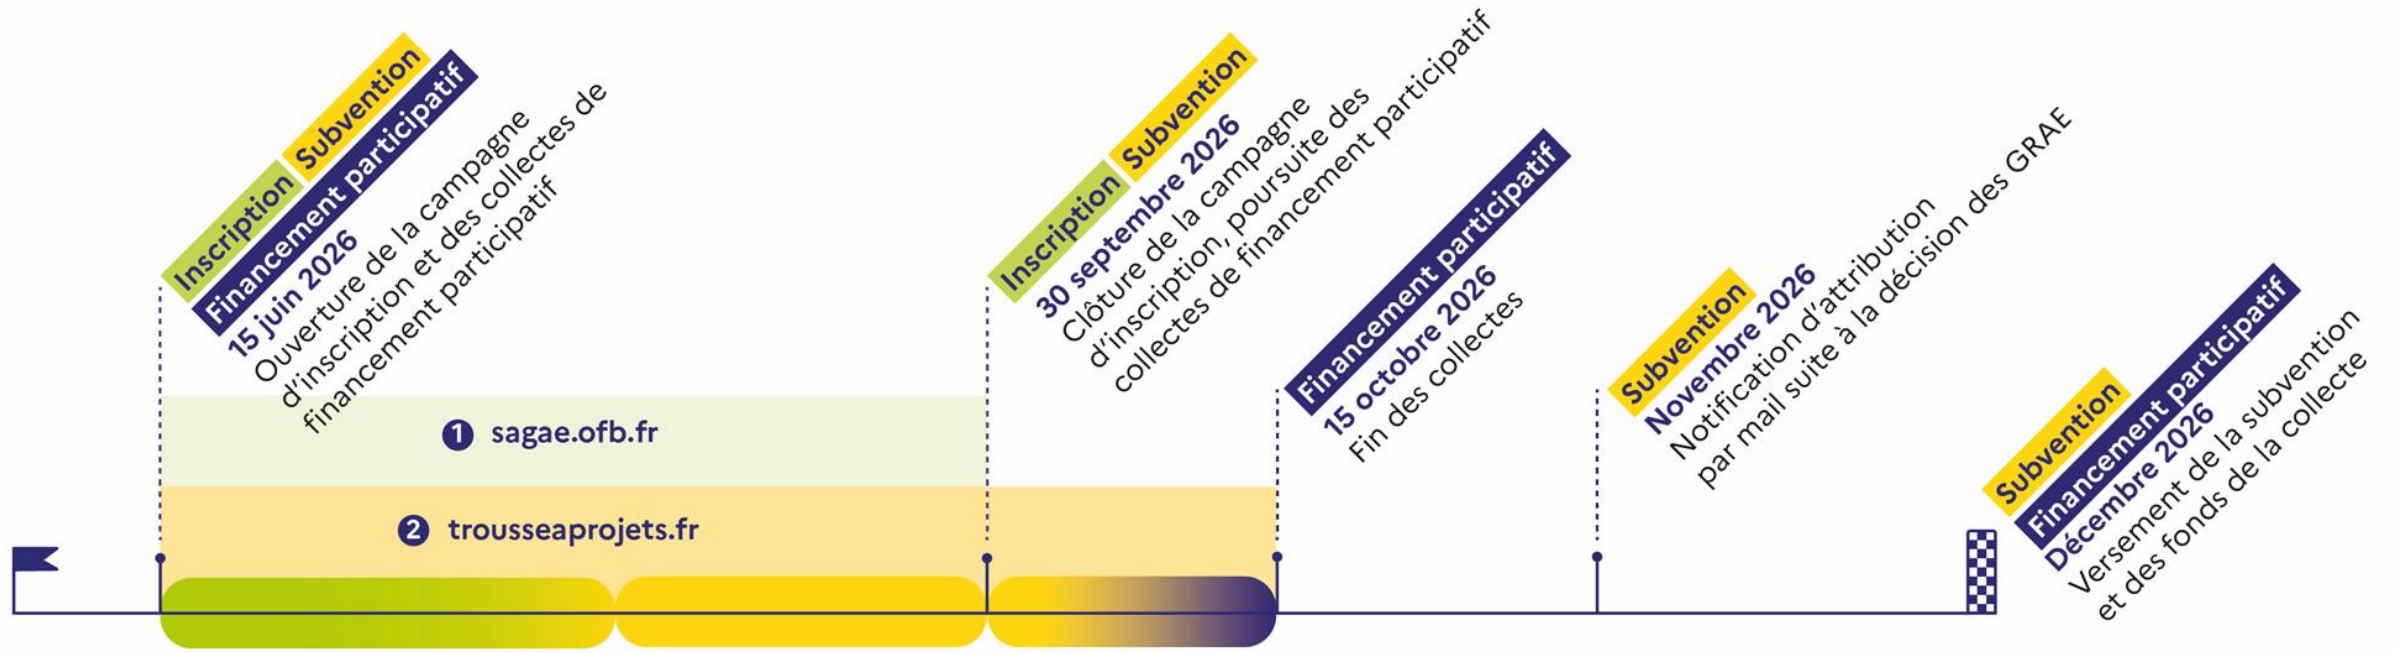 Inscription Subvention
Financement participatif
15 juin 2026
Ouverture de la campagne
d'inscription et des collectes de
financement participatif
Inscription Subvention
30 septembre 2026
Clôture de la campagne
d'inscription, poursuite des
collectes de financement participatif
Financement participatif
15 octobre 2026
Fin des collectes
Subvention
Novembre 2026
Notification d'attribution
par mail suite à la décision des GRAE
Subvention
Financement participatif
Décembre 2026
Versement de la subvention
et des fonds de la collecte
1 sagae.ofb.fr
2 trousseaprojets.fr